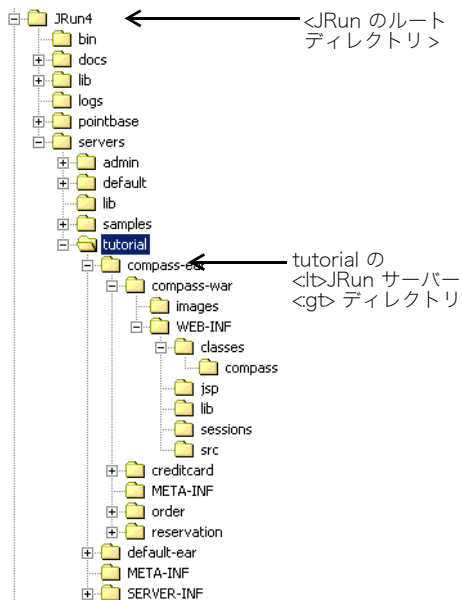 JRun4
<JRun のルート
ディレクトリ >
bin
docs
lib
logs
pointbase
servers
admin
default
lib
samples
tutorial
compass-ear
tutorial の
<:lt>JRun サーバー
<:gt> ディレクトリ
compass-war
images
WEB-INF
classes
compass
jsp
lib
sessions
src
creditcard
META-INF
order
reservation
default-ear
META-INF
SERVER-INF